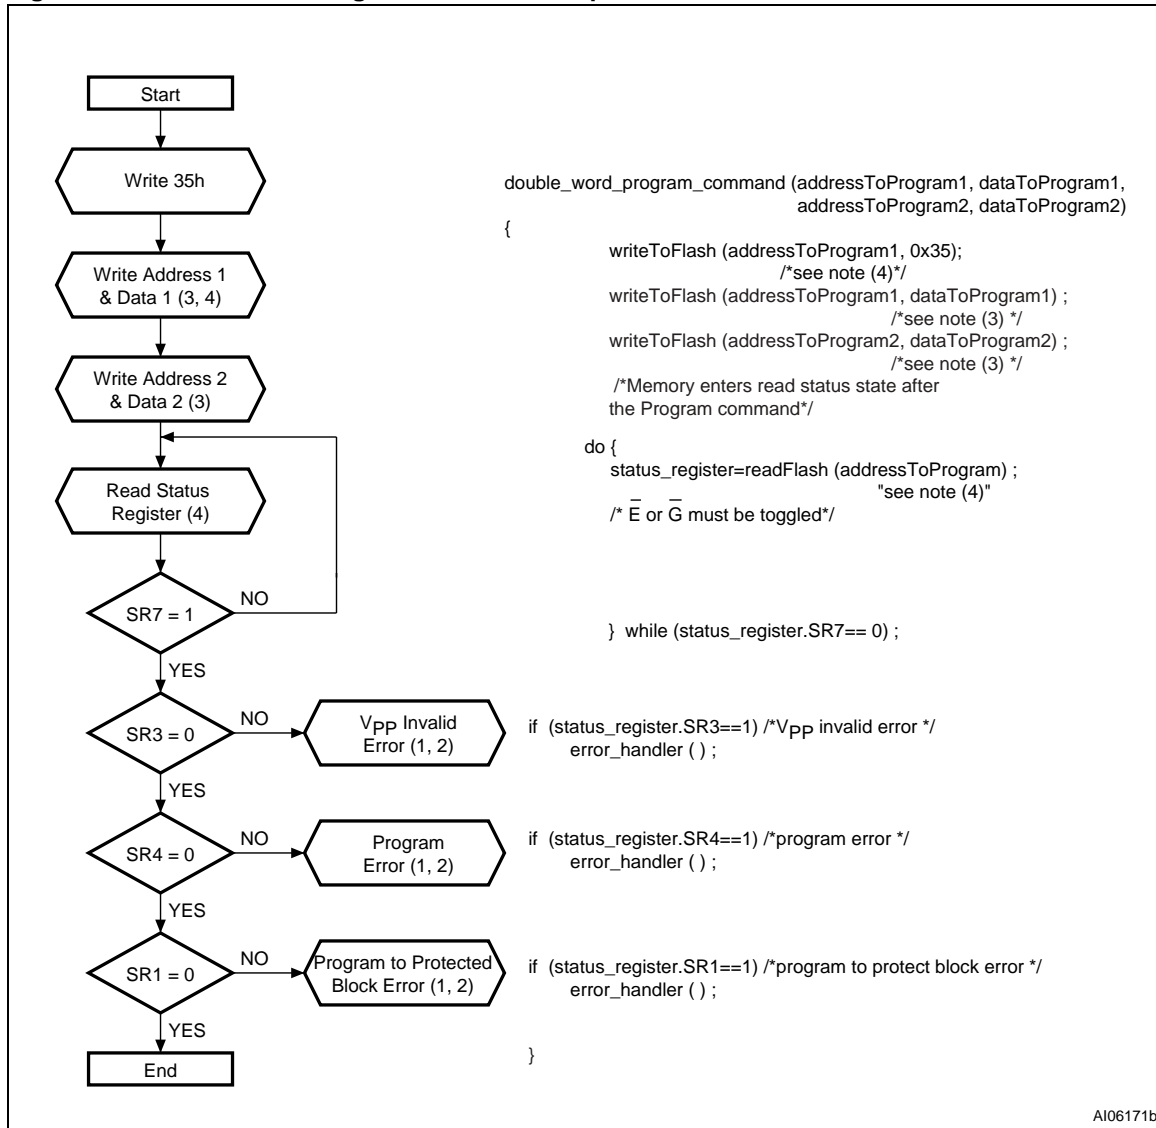 Start
Write 35h
Write Address 1
& Data 1 (3, 4)
Write Address 2
& Data 2 (3)
Read Status
Register (4)
SR7 = 1
NO
YES
SR3 = 0
NO
VPP Invalid
Error (1, 2)
YES
SR4 = 0
NO
Program
Error (1, 2)
YES
SR1 = 0
NO
Program to Protected
Block Error (1, 2)
YES
End
double_word_program_command (addressToProgram1, dataToProgram1,
addressToProgram2, dataToProgram2)
{
writeToFlash (addressToProgram1, 0x35);
/*see note (4)*/
writeToFlash (addressToProgram1, dataToProgram1) ;
/*see note (3) */
writeToFlash (addressToProgram2, dataToProgram2) ;
/*see note (3) */
/*Memory enters read status state after
the Program command*/
do {
status_register=readFlash (addressToProgram) ;
"see note (4)"
/* E̅ or G̅ must be toggled*/
} while (status_register.SR7== 0) ;
if (status_register.SR3==1) /*VPP invalid error */
error_handler ( ) ;
if (status_register.SR4==1) /*program error */
error_handler ( ) ;
if (status_register.SR1==1) /*program to protect block error */
error_handler ( ) ;
}
AI06171b